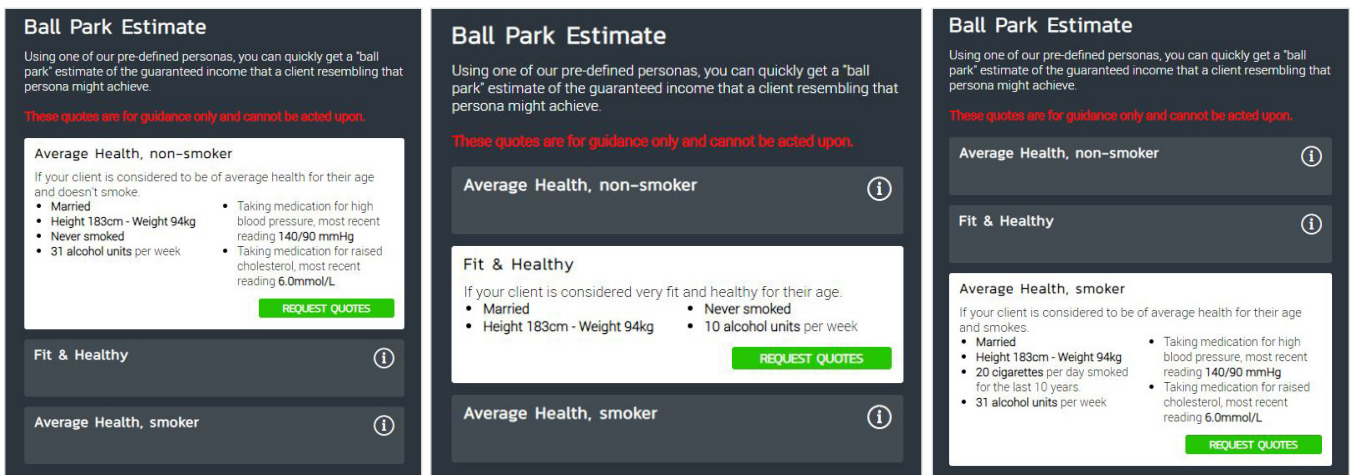 Ball Park Estimate
Using one of our pre-defined personas, you can quickly get a "ball
park" estimate of the guaranteed income that a client resembling that
persona might achieve.
These quotes are for guidance only and cannot be acted upon.
Average Health, non-smoker
If your client is considered to be of average health for their age
and doesn't smoke.
• Married
• Height 183cm - Weight 94kg
• Never smoked
• 31 alcohol units per week
• Taking medication for high
blood pressure, most recent
reading 140/90 mmHg
• Taking medication for raised
cholesterol, most recent
reading 6.0mmol/L
REQUEST QUOTES
Fit & Healthy
i
Average Health, smoker
i
Ball Park Estimate
Using one of our pre-defined personas, you can quickly get a "ball
park" estimate of the guaranteed income that a client resembling that
persona might achieve.
These quotes are for guidance only and cannot be acted upon.
Average Health, non-smoker
i
Fit & Healthy
If your client is considered very fit and healthy for their age.
• Married
• Height 183cm - Weight 94kg
• Never smoked
• 10 alcohol units per week
REQUEST QUOTES
Average Health, smoker
i
Ball Park Estimate
Using one of our pre-defined personas, you can quickly get a "ball
park" estimate of the guaranteed income that a client resembling that
persona might achieve.
These quotes are for guidance only and cannot be acted upon.
Average Health, non-smoker
i
Fit & Healthy
i
Average Health, smoker
If your client is considered to be of average health for their age
and smokes.
• Married
• Height 183cm - Weight 94kg
• 20 cigarettes per day smoked
for the last 10 years.
• 31 alcohol units per week
• Taking medication for high
blood pressure, most recent
reading 140/90 mmHg
• Taking medication for raised
cholesterol, most recent
reading 6.0mmol/L
REQUEST QUOTES